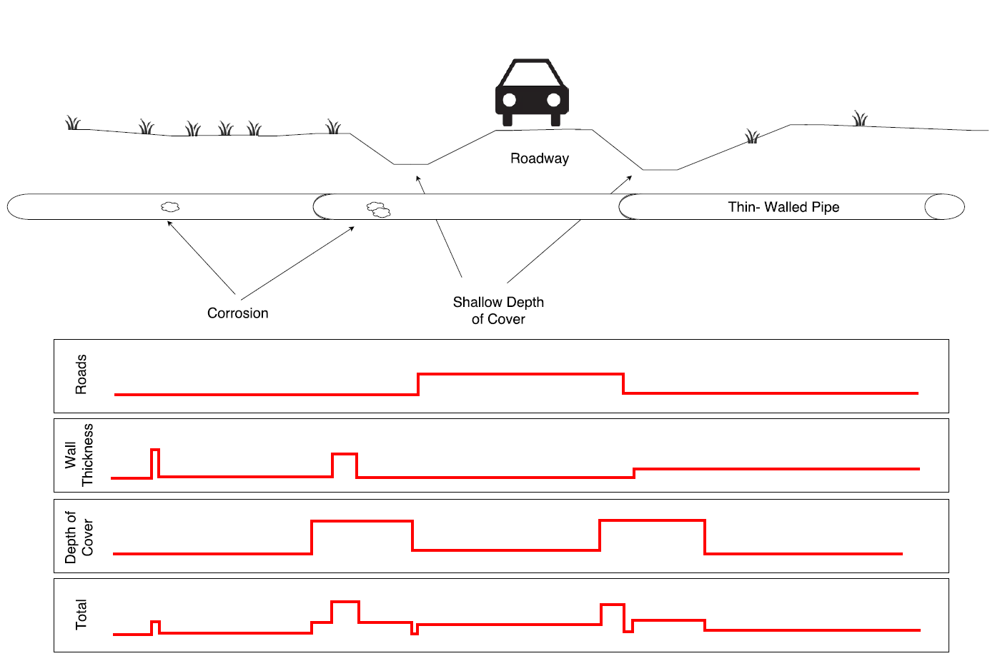 Roadway
Thin- Walled Pipe
Corrosion
Shallow Depth
of Cover
Roads
Wall
Thickness
Depth of
Cover
Total